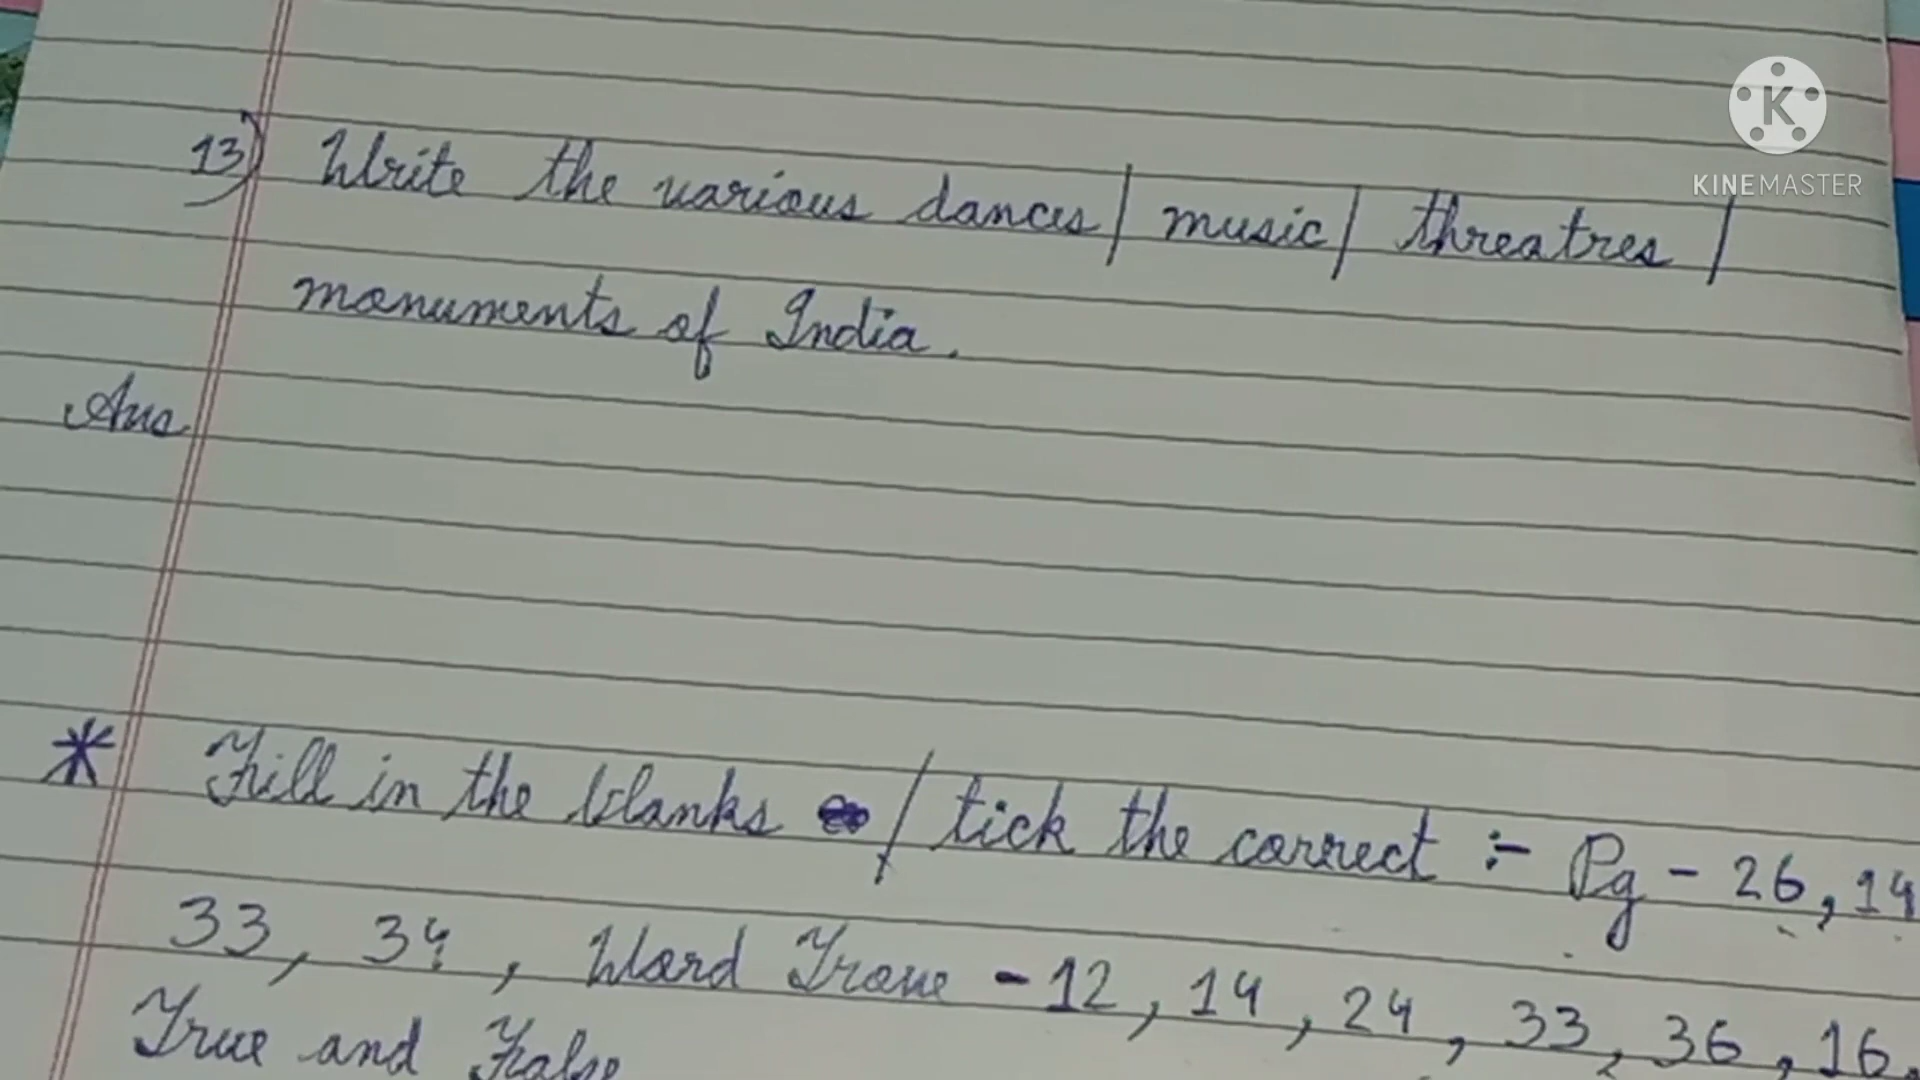 KINEMASTER
13) Write the various dances / music / threatres /
monuments of India.
Ans
* Fill in the blanks / tick the correct :- Pg - 26, 14
33, 34, Word Trove - 12, 14, 24, 33, 36, 16,
True and False